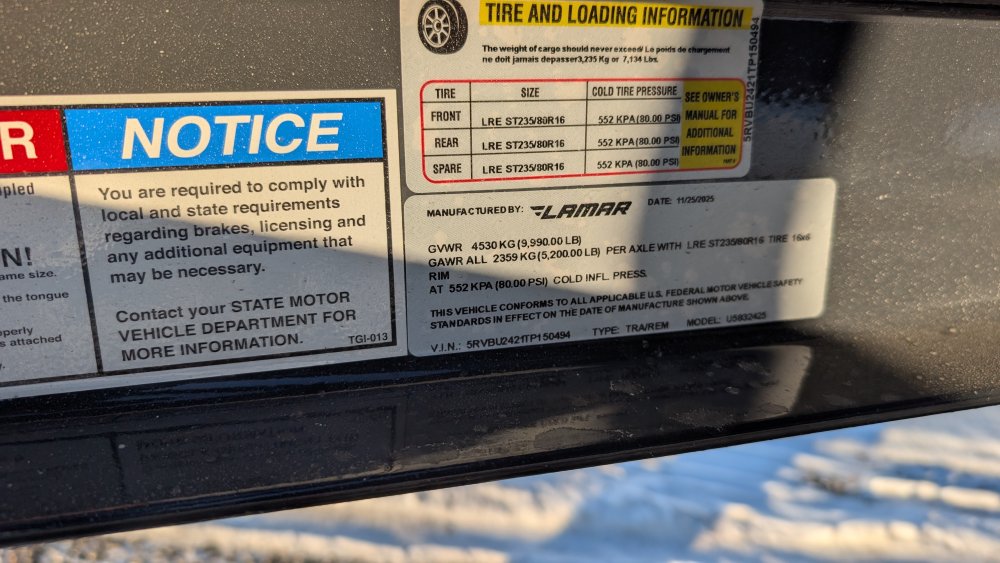 R
pled
N!
ame size.
the tongue
operly
s attached
NOTICE
You are required to comply with
local and state requirements
regarding brakes, licensing and
any additional equipment that
may be necessary.
Contact your STATE MOTOR
VEHICLE DEPARTMENT FOR
MORE INFORMATION.
TGI-013
TIRE AND LOADING INFORMATION
The weight of cargo should never exceed/ Le poids de chargement
ne doit jamais depasser3,235 Kg or 7,134 Lbs.
TIRE SIZE COLD TIRE PRESSURE
FRONT LRE ST235/80R16 552 KPA (80.00 PSI)
REAR LRE ST235/80R16 552 KPA (80.00 PSI)
SPARE LRE ST235/80R16 552 KPA (80.00 PSI)
SEE OWNER'S
MANUAL FOR
ADDITIONAL
INFORMATION
5RVBU2421TP150494
MANUFACTURED BY: LAMAR DATE: 11/25/2025
GVWR 4530 KG (9,990.00 LB)
GAWR ALL 2359 KG (5,200.00 LB) PER AXLE WITH LRE ST235/80R16 TIRE 16x6
RIM
AT 552 KPA (80.00 PSI) COLD INFL. PRESS.
THIS VEHICLE CONFORMS TO ALL APPLICABLE U.S. FEDERAL MOTOR VEHICLE SAFETY
STANDARDS IN EFFECT ON THE DATE OF MANUFACTURE SHOWN ABOVE.
V.I.N.: 5RVBU2421TP150494 TYPE: TRA/REM MODEL: U5832425